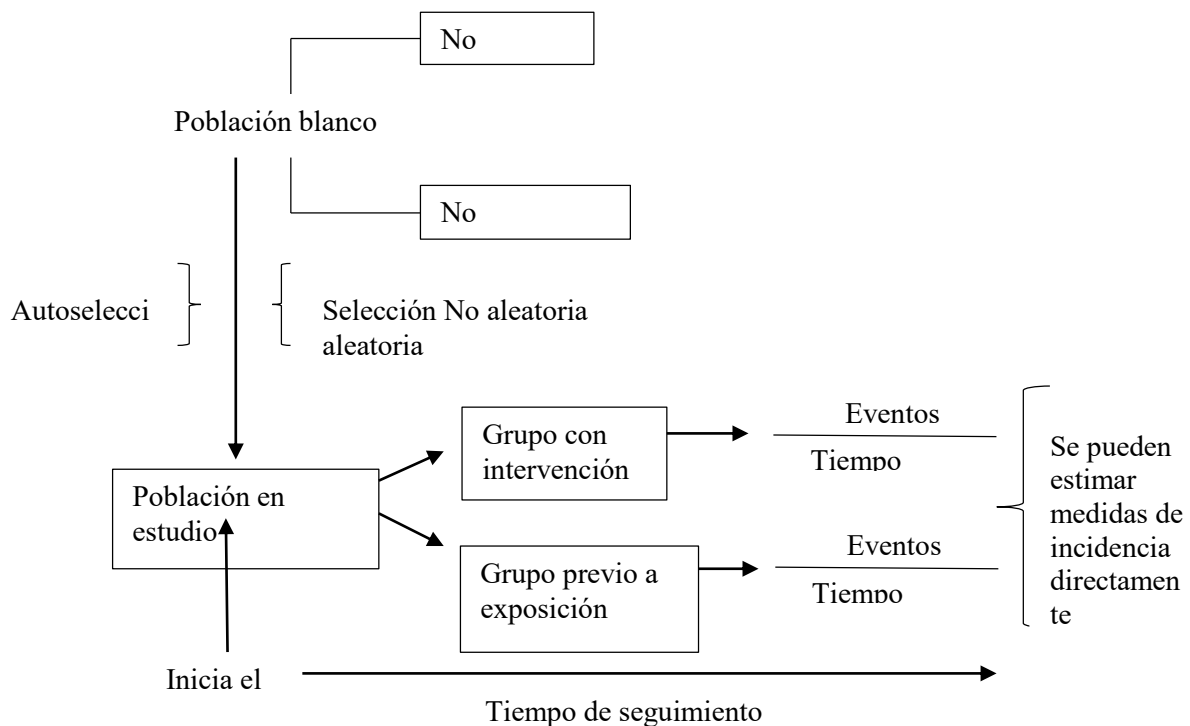 No
Población blanco
No
Autoselecci
Selección No aleatoria
aleatoria
Grupo con
intervención
Eventos
Tiempo
Población en
estudio
Grupo previo a
exposición
Eventos
Tiempo
Se pueden
estimar
medidas de
incidencia
directamen
te
Inicia el
Tiempo de seguimiento